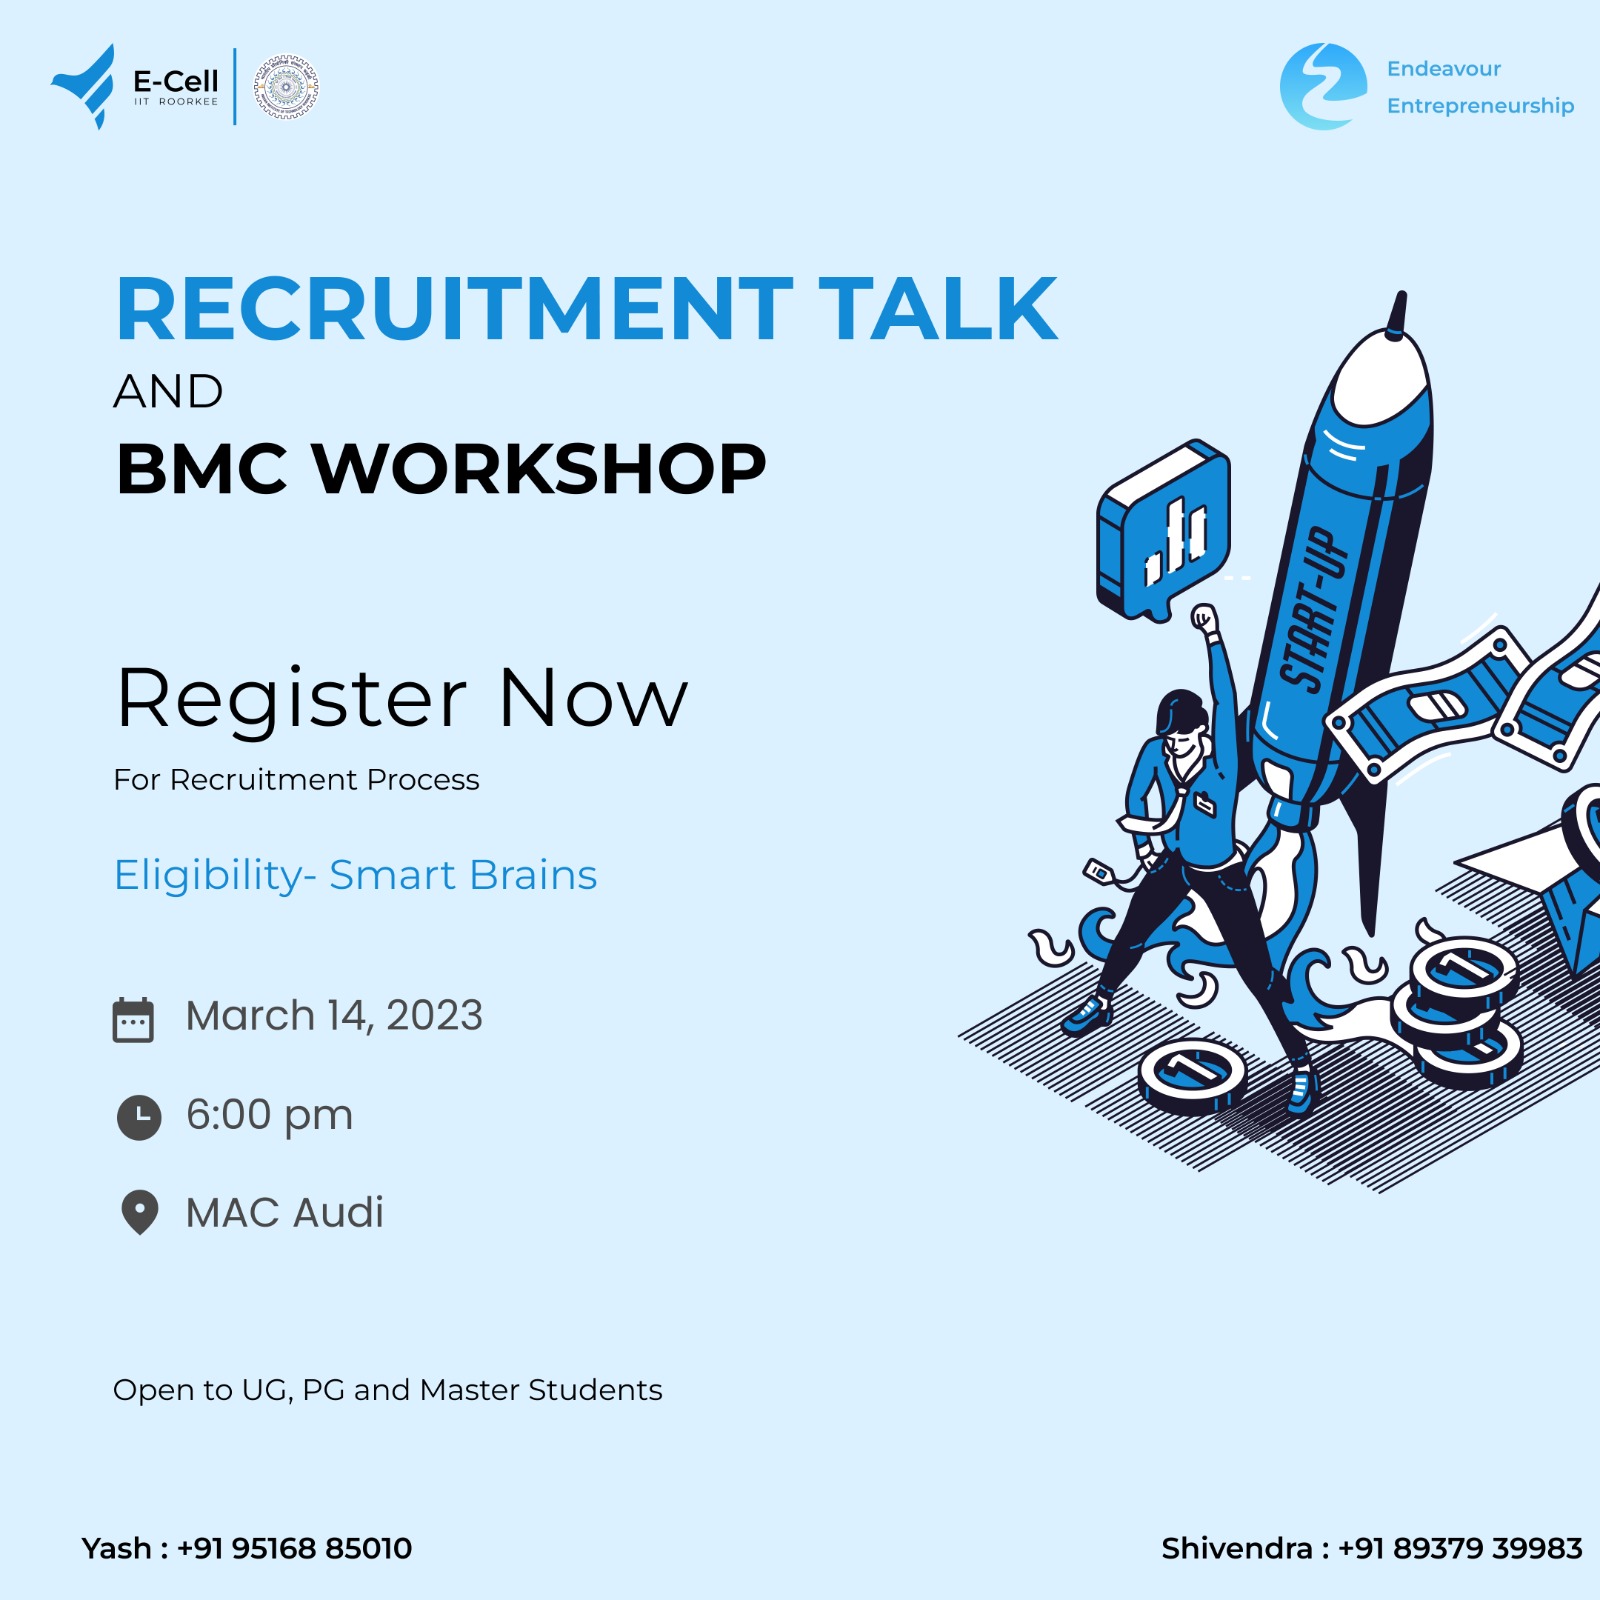 E-Cell
IIT ROORKEE
Endeavour
Entrepreneurship
RECRUITMENT TALK
AND
BMC WORKSHOP
START-UP
Register Now
For Recruitment Process
Eligibility- Smart Brains
March 14, 2023
6:00 pm
MAC Audi
1
1
Open to UG, PG and Master Students
Yash : +91 95168 85010
Shivendra : +91 89379 39983